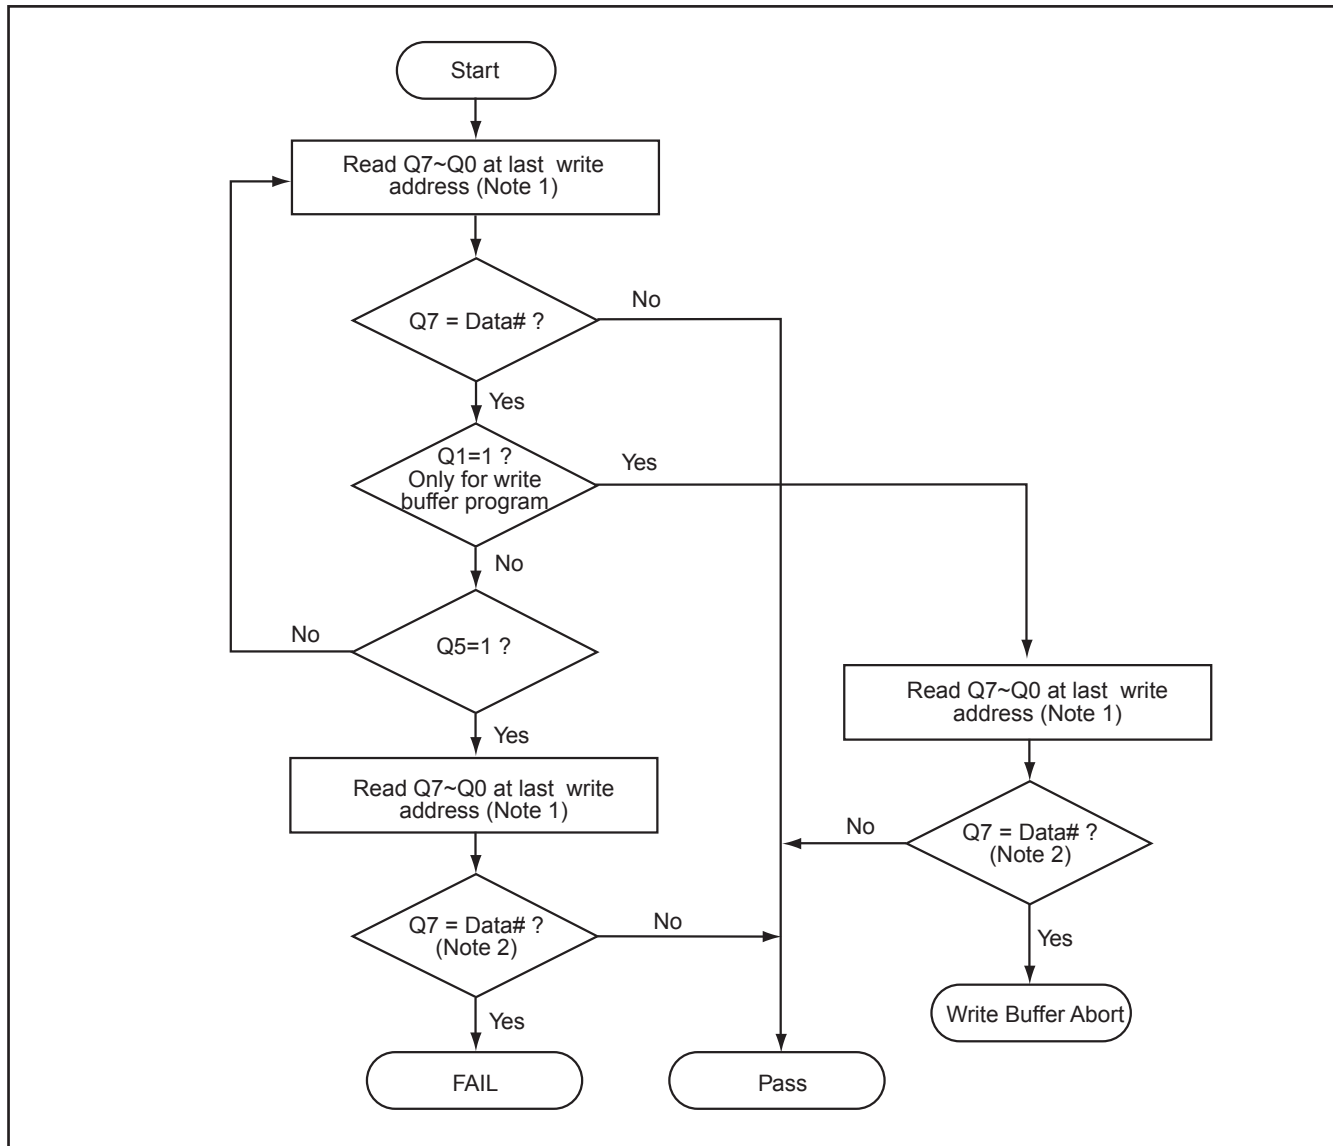 Start
Read Q7~Q0 at last write
address (Note 1)
Q7 = Data# ?
No
Yes
Q1=1 ?
Only for write
buffer program
Yes
No
Q5=1 ?
No
Yes
Read Q7~Q0 at last write
address (Note 1)
Q7 = Data# ?
(Note 2)
No
Yes
FAIL
Pass
Read Q7~Q0 at last write
address (Note 1)
Q7 = Data# ?
(Note 2)
No
Yes
Write Buffer Abort